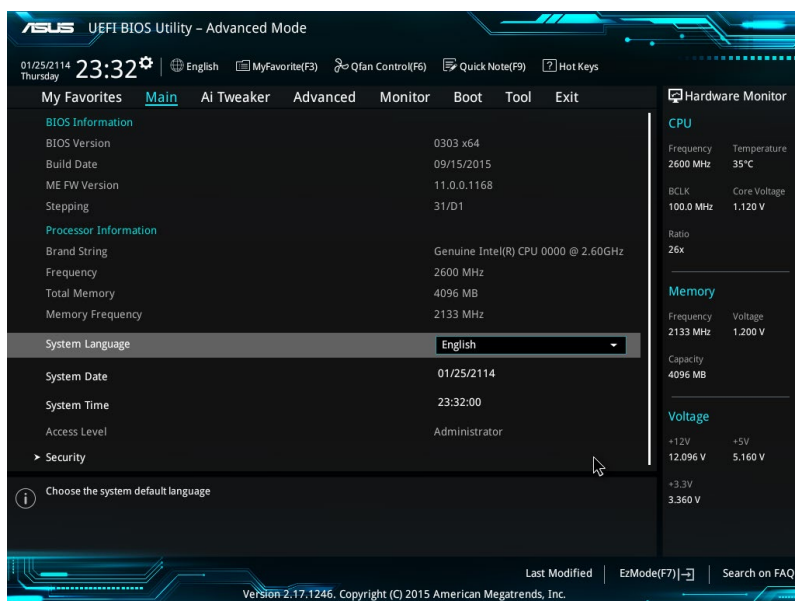 ASUS UEFI BIOS Utility – Advanced Mode
01/25/2114
Thursday
23:32
English
MyFavorite(F3)
Qfan Control(F6)
Quick Note(F9)
? Hot Keys
My Favorites Main Ai Tweaker Advanced Monitor Boot Tool Exit
BIOS Information
BIOS Version 0303 x64
Build Date 09/15/2015
ME FW Version 11.0.0.1168
Stepping 31/D1
Processor Information
Brand String Genuine Intel(R) CPU 0000 @ 2.60GHz
Frequency 2600 MHz
Total Memory 4096 MB
Memory Frequency 2133 MHz
System Language English
System Date 01/25/2114
System Time 23:32:00
Access Level Administrator
> Security
i Choose the system default language
Hardware Monitor
CPU
Frequency Temperature
2600 MHz 35°C
BCLK Core Voltage
100.0 MHz 1.120 V
Ratio
26x
Memory
Frequency Voltage
2133 MHz 1.200 V
Capacity
4096 MB
Voltage
+12V +5V
12.096 V 5.160 V
+3.3V
3.360 V
Last Modified EzMode(F7) Search on FAQ
Version 2.17.1246. Copyright (C) 2015 American Megatrends, Inc.